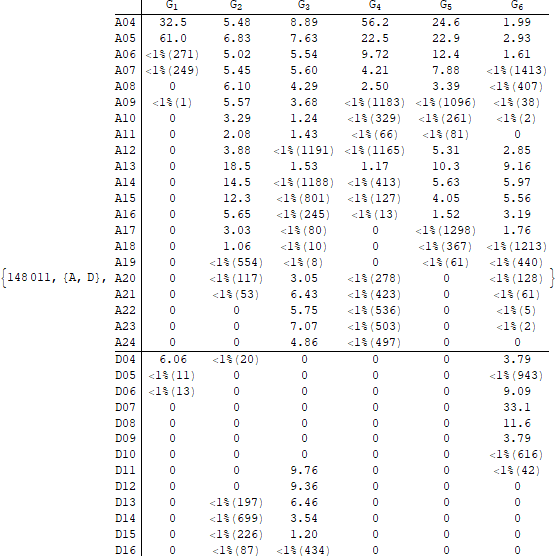 G1 G2 G3 G4 G5 G6
A04 32.5 5.48 8.89 56.2 24.6 1.99
A05 61.0 6.83 7.63 22.5 22.9 2.93
A06 <1%(271) 5.02 5.54 9.72 12.4 1.61
A07 <1%(249) 5.45 5.60 4.21 7.88 <1%(1413)
A08 0 6.10 4.29 2.50 3.39 <1%(407)
A09 <1%(1) 5.57 3.68 <1%(1183) <1%(1096) <1%(38)
A10 0 3.29 1.24 <1%(329) <1%(261) <1%(2)
A11 0 2.08 1.43 <1%(66) <1%(81) 0
A12 0 3.88 <1%(1191) <1%(1165) 5.31 2.85
A13 0 18.5 1.53 1.17 10.3 9.16
A14 0 14.5 <1%(1188) <1%(413) 5.63 5.97
A15 0 12.3 <1%(801) <1%(127) 4.05 5.56
A16 0 5.65 <1%(245) <1%(13) 1.52 3.19
A17 0 3.03 <1%(80) 0 <1%(1298) 1.76
A18 0 1.06 <1%(10) 0 <1%(367) <1%(1213)
A19 0 <1%(554) <1%(8) 0 <1%(61) <1%(440)
{148011, {A, D}, A20 0 <1%(117) 3.05 <1%(278) 0 <1%(128) }
A21 0 <1%(53) 6.43 <1%(423) 0 <1%(61)
A22 0 0 5.75 <1%(536) 0 <1%(5)
A23 0 0 7.07 <1%(503) 0 <1%(2)
A24 0 0 4.86 <1%(497) 0 0
D04 6.06 <1%(20) 0 0 0 3.79
D05 <1%(11) 0 0 0 0 <1%(943)
D06 <1%(13) 0 0 0 0 9.09
D07 0 0 0 0 0 33.1
D08 0 0 0 0 0 11.6
D09 0 0 0 0 0 3.79
D10 0 0 0 0 0 <1%(616)
D11 0 0 9.76 0 0 <1%(42)
D12 0 0 9.36 0 0 0
D13 0 <1%(197) 6.46 0 0 0
D14 0 <1%(699) 3.54 0 0 0
D15 0 <1%(226) 1.20 0 0 0
D16 0 <1%(87) <1%(434) 0 0 0